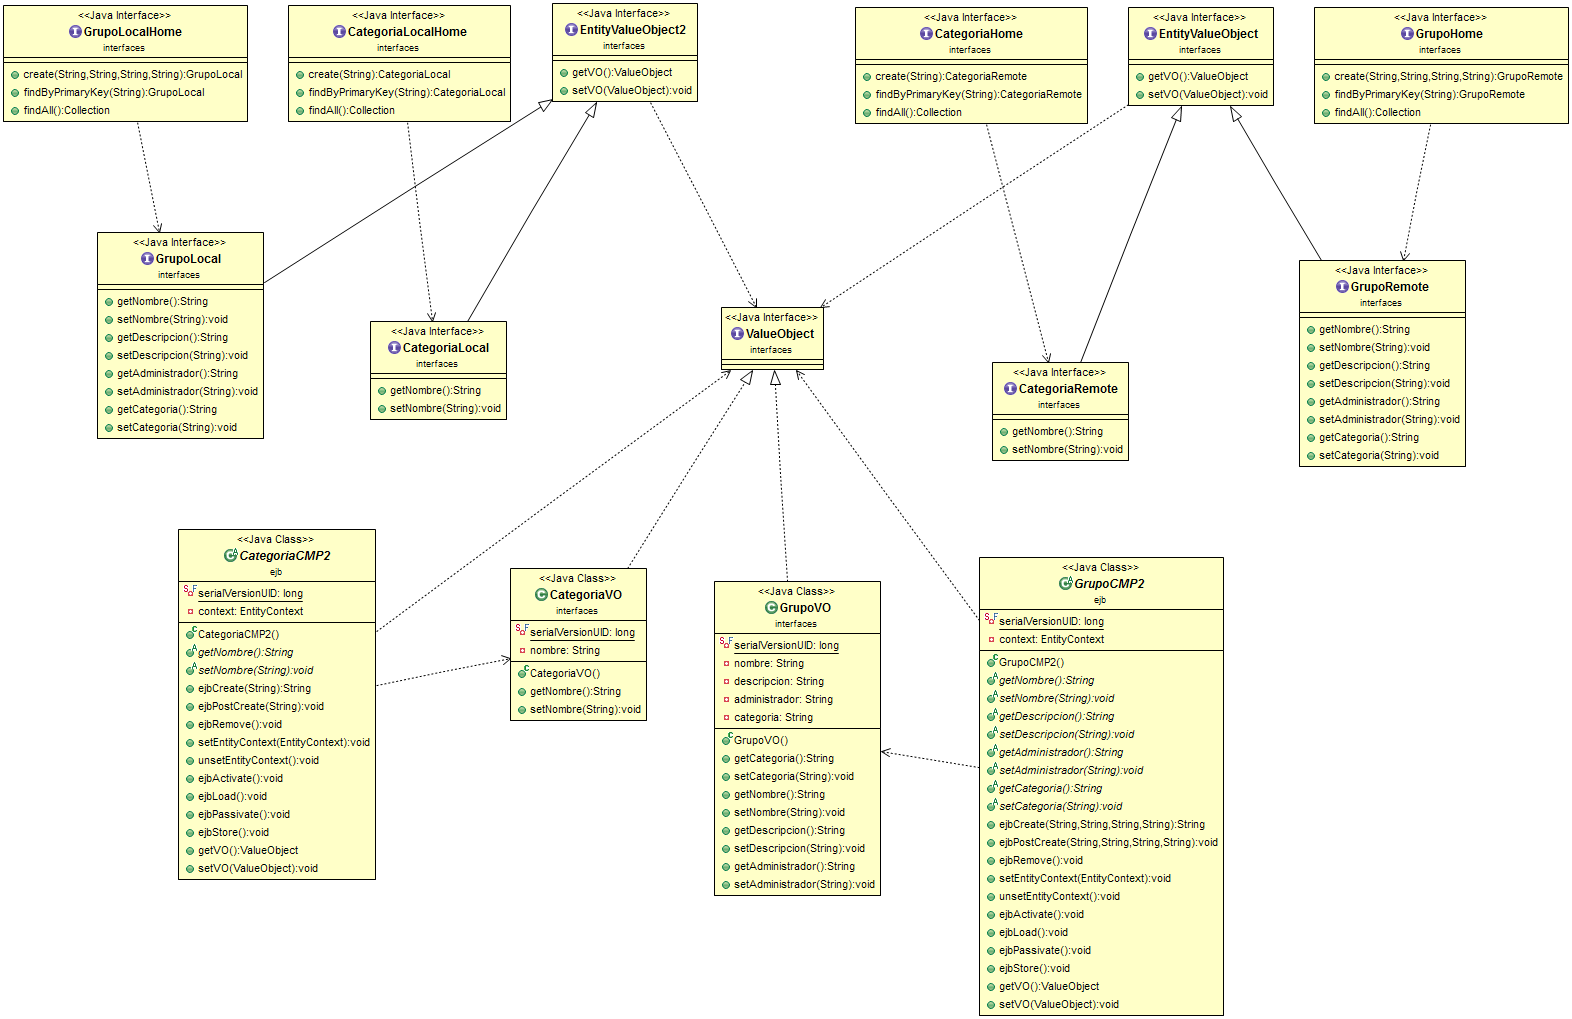 <<Java Interface>>
GrupoLocalHome
interfaces
create(String,String,String,String):GrupoLocal
findByPrimaryKey(String):GrupoLocal
findAll():Collection
<<Java Interface>>
CategoriaLocalHome
interfaces
create(String):CategoriaLocal
findByPrimaryKey(String):CategoriaLocal
findAll():Collection
<<Java Interface>>
EntityValueObject2
interfaces
getVO():ValueObject
setVO(ValueObject):void
<<Java Interface>>
CategoriaHome
interfaces
create(String):CategoriaRemote
findByPrimaryKey(String):CategoriaRemote
findAll():Collection
<<Java Interface>>
EntityValueObject
interfaces
getVO():ValueObject
setVO(ValueObject):void
<<Java Interface>>
GrupoHome
interfaces
create(String,String,String,String):GrupoRemote
findByPrimaryKey(String):GrupoRemote
findAll():Collection
<<Java Interface>>
GrupoLocal
interfaces
getNombre():String
setNombre(String):void
getDescripcion():String
setDescripcion(String):void
getAdministrador():String
setAdministrador(String):void
getCategoria():String
setCategoria(String):void
<<Java Interface>>
CategoriaLocal
interfaces
getNombre():String
setNombre(String):void
<<Java Interface>>
ValueObject
interfaces
<<Java Interface>>
CategoriaRemote
interfaces
getNombre():String
setNombre(String):void
<<Java Interface>>
GrupoRemote
interfaces
getNombre():String
setNombre(String):void
getDescripcion():String
setDescripcion(String):void
getAdministrador():String
setAdministrador(String):void
getCategoria():String
setCategoria(String):void
<<Java Class>>
CategoriaCMP2
ejb
serialVersionUID: long
context: EntityContext
CategoriaCMP2()
getNombre():String
setNombre(String):void
ejbCreate(String):String
ejbPostCreate(String):void
ejbRemove():void
setEntityContext(EntityContext):void
unsetEntityContext():void
ejbActivate():void
ejbLoad():void
ejbPassivate():void
ejbStore():void
getVO():ValueObject
setVO(ValueObject):void
<<Java Class>>
CategoriaVO
interfaces
serialVersionUID: long
nombre: String
CategoriaVO()
getNombre():String
setNombre(String):void
<<Java Class>>
GrupoVO
interfaces
serialVersionUID: long
nombre: String
descripcion: String
administrador: String
categoria: String
GrupoVO()
getCategoria():String
setCategoria(String):void
getNombre():String
setNombre(String):void
getDescripcion():String
setDescripcion(String):void
getAdministrador():String
setAdministrador(String):void
<<Java Class>>
GrupoCMP2
ejb
serialVersionUID: long
context: EntityContext
GrupoCMP2()
getNombre():String
setNombre(String):void
getDescripcion():String
setDescripcion(String):void
getAdministrador():String
setAdministrador(String):void
getCategoria():String
setCategoria(String):void
ejbCreate(String,String,String,String):String
ejbPostCreate(String,String,String,String):void
ejbRemove():void
setEntityContext(EntityContext):void
unsetEntityContext():void
ejbActivate():void
ejbLoad():void
ejbPassivate():void
ejbStore():void
getVO():ValueObject
setVO(ValueObject):void